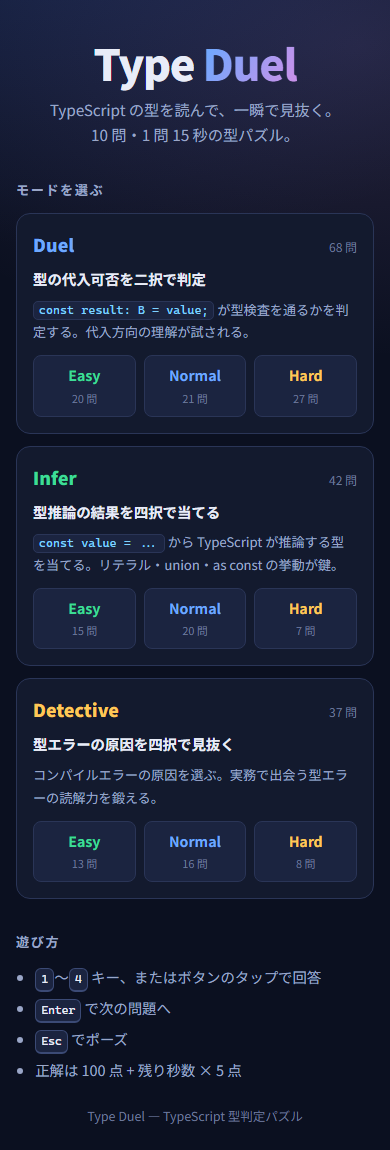 Type Duel
TypeScript の型を読んで、一瞬で見抜く。
10 問・1 問 15 秒の型パズル。
モードを選ぶ
Duel 68 問
型の代入可否を二択で判定
const result: B = value; が型検査を通るかを判
定する。代入方向の理解が試される。
Easy Normal Hard
20 問 21 問 27 問
Infer 42 問
型推論の結果を四択で当てる
const value = … から TypeScript が推論する型
を当てる。リテラル・union・as const の挙動が鍵。
Easy Normal Hard
15 問 20 問 7 問
Detective 37 問
型エラーの原因を四択で見抜く
コンパイルエラーの原因を選ぶ。実務で出会う型エラ
ーの読解力を鍛える。
Easy Normal Hard
13 問 16 問 8 問
遊び方
1〜4 キー、またはボタンのタップで回答
Enter で次の問題へ
Esc でポーズ
正解は 100 点 + 残り秒数 × 5 点
Type Duel — TypeScript 型判定パズル